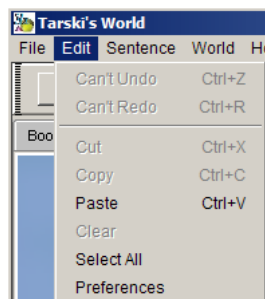 Tarski's World
File Edit Sentence World
Can't Undo Ctrl+Z
Can't Redo Ctrl+R
Boo
Cut Ctrl+X
Copy Ctrl+C
Paste Ctrl+V
Clear
Select All
Preferences